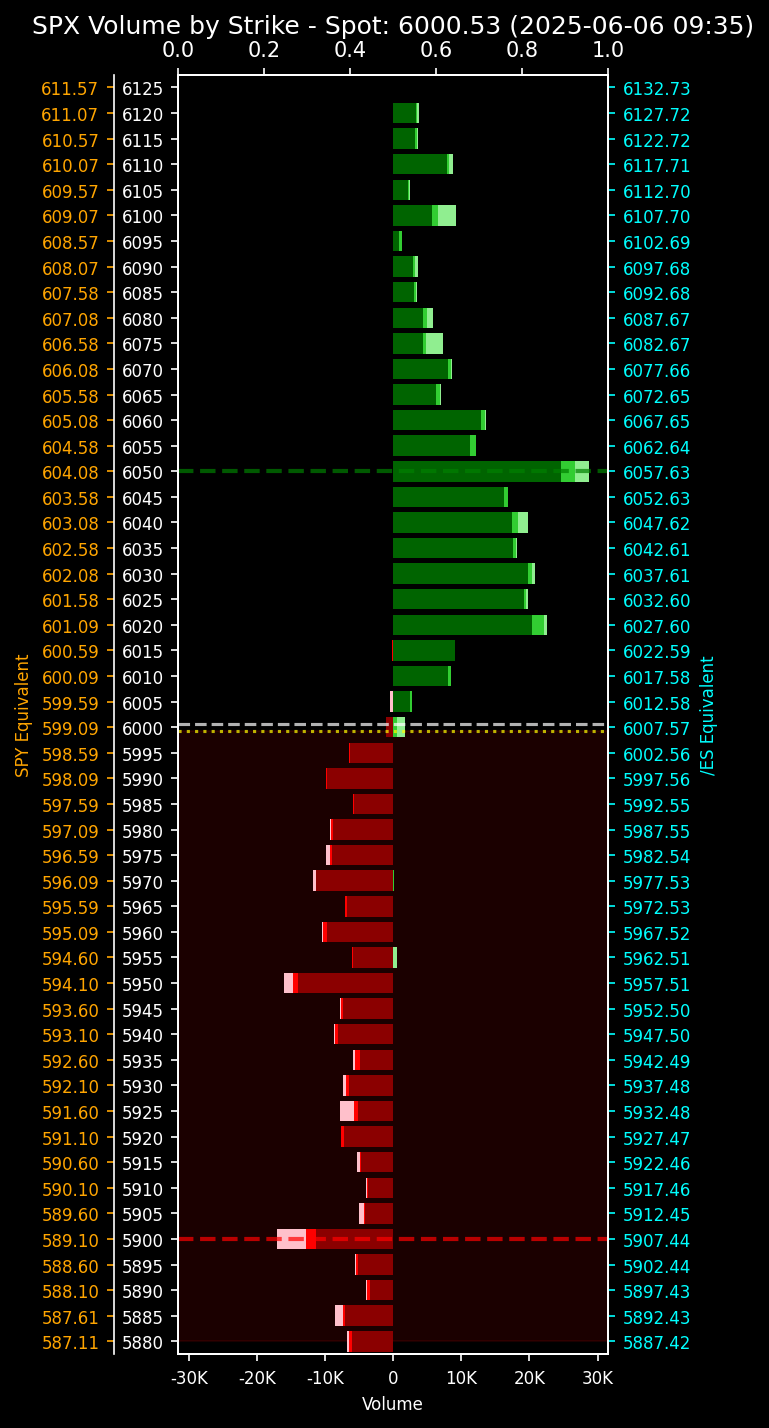 SPX Volume by Strike - Spot: 6000.53 (2025-06-06 09:35)
0.0 0.2 0.4 0.6 0.8 1.0
611.57 6125 6132.73
611.07 6120 6127.72
610.57 6115 6122.72
610.07 6110 6117.71
609.57 6105 6112.70
609.07 6100 6107.70
608.57 6095 6102.69
608.07 6090 6097.68
607.58 6085 6092.68
607.08 6080 6087.67
606.58 6075 6082.67
606.08 6070 6077.66
605.58 6065 6072.65
605.08 6060 6067.65
604.58 6055 6062.64
604.08 6050 6057.63
603.58 6045 6052.63
603.08 6040 6047.62
602.58 6035 6042.61
602.08 6030 6037.61
601.58 6025 6032.60
601.09 6020 6027.60
600.59 6015 6022.59
600.09 6010 6017.58
599.59 6005 6012.58
599.09 6000 6007.57
598.59 5995 6002.56
598.09 5990 5997.56
597.59 5985 5992.55
597.09 5980 5987.55
596.59 5975 5982.54
596.09 5970 5977.53
595.59 5965 5972.53
595.09 5960 5967.52
594.60 5955 5962.51
594.10 5950 5957.51
593.60 5945 5952.50
593.10 5940 5947.50
592.60 5935 5942.49
592.10 5930 5937.48
591.60 5925 5932.48
591.10 5920 5927.47
590.60 5915 5922.46
590.10 5910 5917.46
589.60 5905 5912.45
589.10 5900 5907.44
588.60 5895 5902.44
588.10 5890 5897.43
587.61 5885 5892.43
587.11 5880 5887.42
SPY Equivalent
/ES Equivalent
-30K -20K -10K 0 10K 20K 30K
Volume